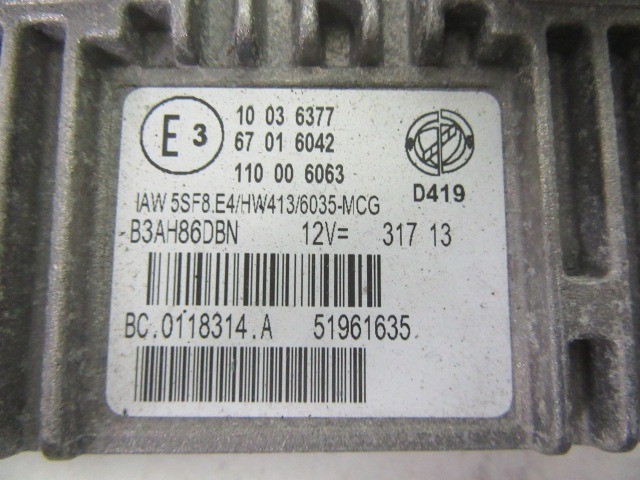 E 3
10 03 6377
67 01 6042
110 00 6063
D419
IAW 5SF8.E4/HW413/6035-MCG
B3AH86DBN 12V= 317 13
BC.0118314.A 51961635